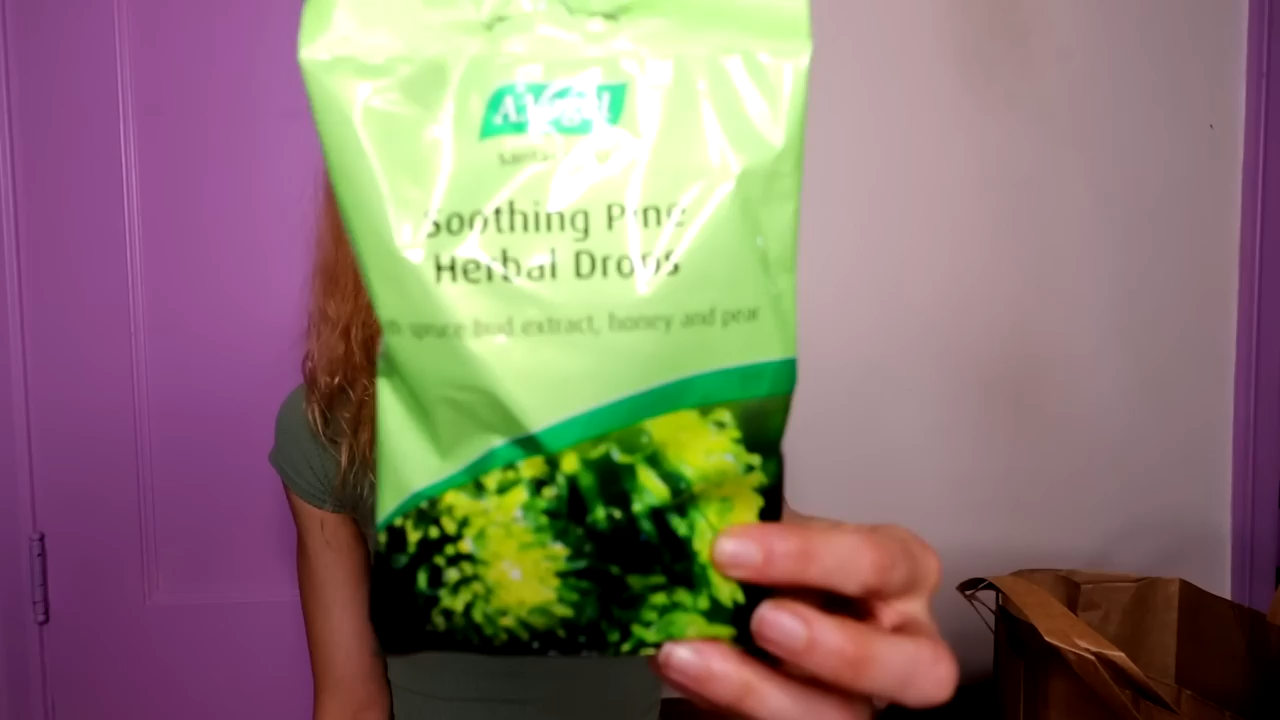 A.Vogel
Soothing Pine
Herbal Drops
spruce bud extract, honey and pear